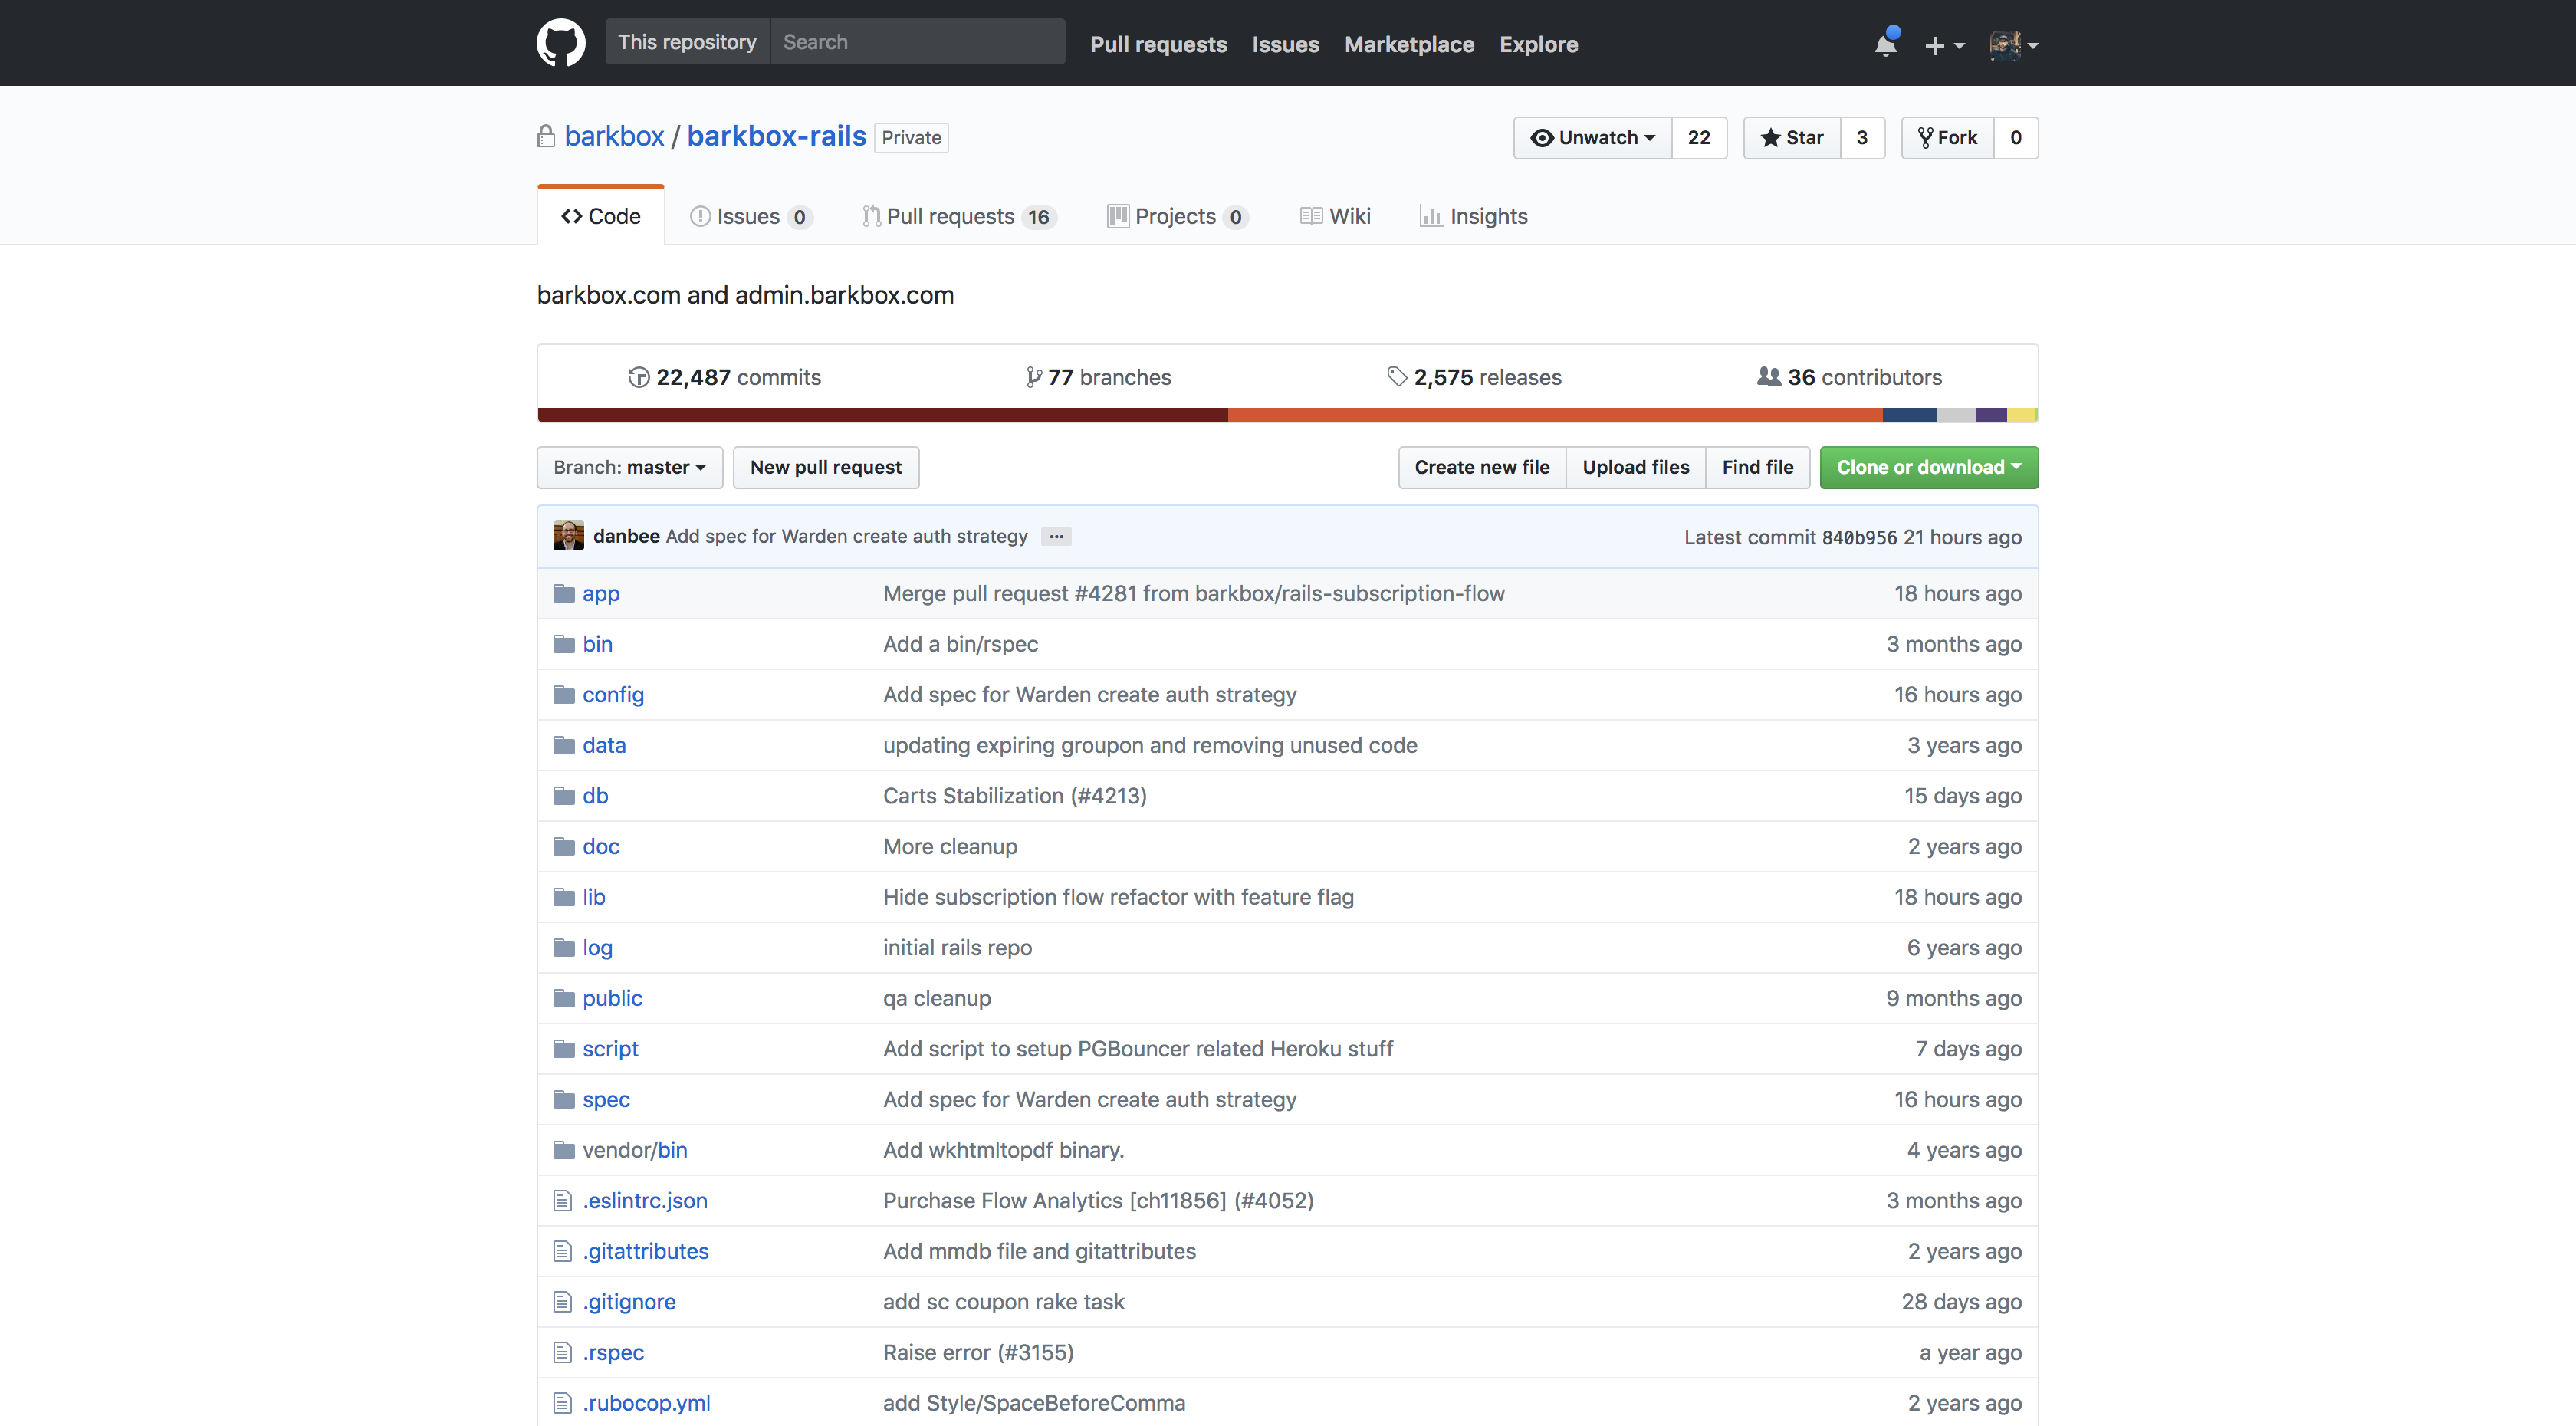 This repository Search Pull requests Issues Marketplace Explore
barkbox / barkbox-rails Private Unwatch 22 Star 3 Fork 0
Code Issues 0 Pull requests 16 Projects 0 Wiki Insights
barkbox.com and admin.barkbox.com
22,487 commits 77 branches 2,575 releases 36 contributors
Branch: master New pull request Create new file Upload files Find file Clone or download
danbee Add spec for Warden create auth strategy ... Latest commit 840b956 21 hours ago
app Merge pull request #4281 from barkbox/rails-subscription-flow 18 hours ago
bin Add a bin/rspec 3 months ago
config Add spec for Warden create auth strategy 16 hours ago
data updating expiring groupon and removing unused code 3 years ago
db Carts Stabilization (#4213) 15 days ago
doc More cleanup 2 years ago
lib Hide subscription flow refactor with feature flag 18 hours ago
log initial rails repo 6 years ago
public qa cleanup 9 months ago
script Add script to setup PGBouncer related Heroku stuff 7 days ago
spec Add spec for Warden create auth strategy 16 hours ago
vendor/bin Add wkhtmltopdf binary. 4 years ago
.eslintrc.json Purchase Flow Analytics [ch11856] (#4052) 3 months ago
.gitattributes Add mmdb file and gitattributes 2 years ago
.gitignore add sc coupon rake task 28 days ago
.rspec Raise error (#3155) a year ago
.rubocop.yml add Style/SpaceBeforeComma 2 years ago